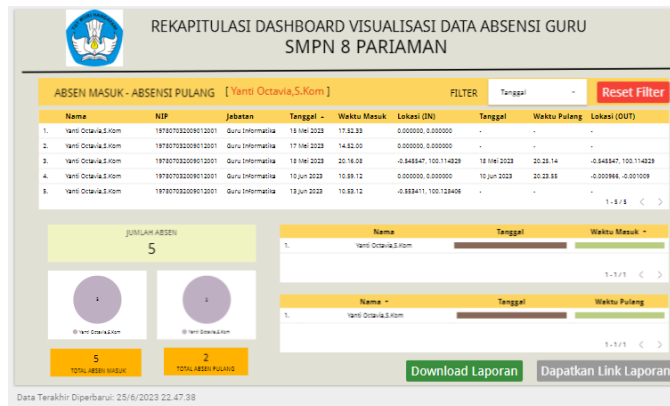 REKAPITULASI DASHBOARD VISUALISASI DATA ABSENSI GURU
SMPN 8 PARIAMAN
ABSEN MASUK - ABSENSI PULANG [ Yanti Octavia,S.Kom ] FILTER Tanggal Reset Filter
Nama NIP Jabatan Tanggal Waktu Masuk Lokasi (IN) Tanggal Waktu Pulang Lokasi (OUT)
1. Yanti Octavia,S.Kom 197807032009012001 Guru Informatika 15 Mei 2023 17.52.33 0.000000, 0.000000 - - -
2. Yanti Octavia,S.Kom 197807032009012001 Guru Informatika 17 Mei 2023 14.52.00 0.000000, 0.000000 - - -
3. Yanti Octavia,S.Kom 197807032009012001 Guru Informatika 18 Mei 2023 20.16.08 -0.545547, 100.114329 18 Mei 2023 20.25.14 -0.545547, 100.114329
4. Yanti Octavia,S.Kom 197807032009012001 Guru Informatika 10 Jun 2023 10.59.12 0.000000, 0.000000 10 Jun 2023 20.23.55 -0.000966, -0.001009
5. Yanti Octavia,S.Kom 197807032009012001 Guru Informatika 13 Jun 2023 10.53.12 -0.553411, 100.123406 - - -
1 - 5 / 5 < >
JUMLAH ABSEN
5
Nama Tanggal Waktu Masuk
1. Yanti Octavia,S.Kom
1 - 1 / 1 < >
Yanti Octavia,S.Kom Yanti Octavia,S.Kom
Nama Tanggal Waktu Pulang
1. Yanti Octavia,S.Kom
1 - 1 / 1 < >
5 2
TOTAL ABSEN MASUK TOTAL ABSEN PULANG
Download Laporan Dapatkan Link Laporan
Data Terakhir Diperbarui: 25/6/2023 22.47.38